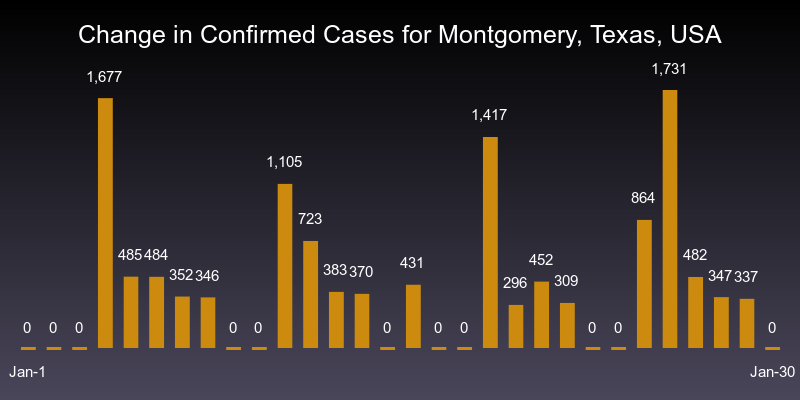 Change in Confirmed Cases for Montgomery, Texas, USA
0 0 0 1,677 485 484 352 346 0 0 1,105 723 383 370 0 431 0 0 1,417 296 452 309 0 0 864 1,731 482 347 337 0
Jan-1 Jan-30